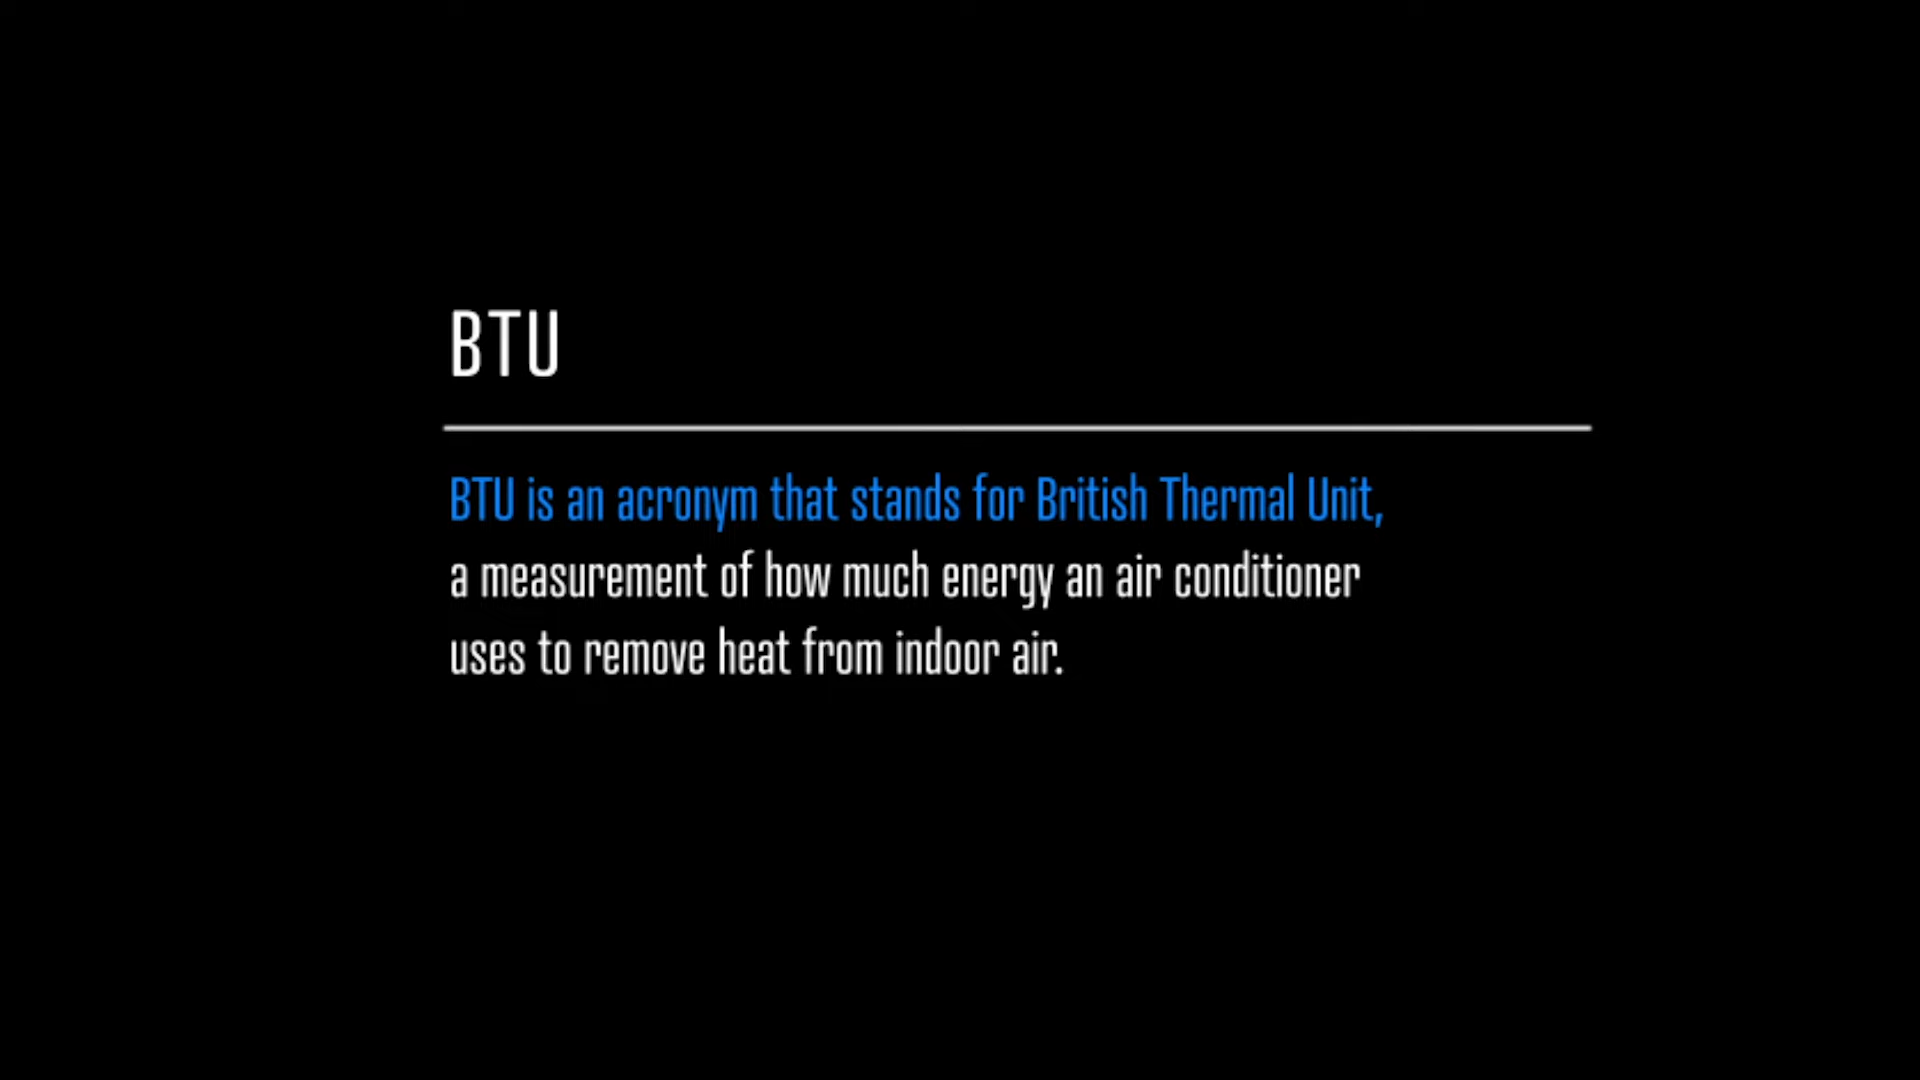 BTU
BTU is an acronym that stands for British Thermal Unit,
a measurement of how much energy an air conditioner
uses to remove heat from indoor air.